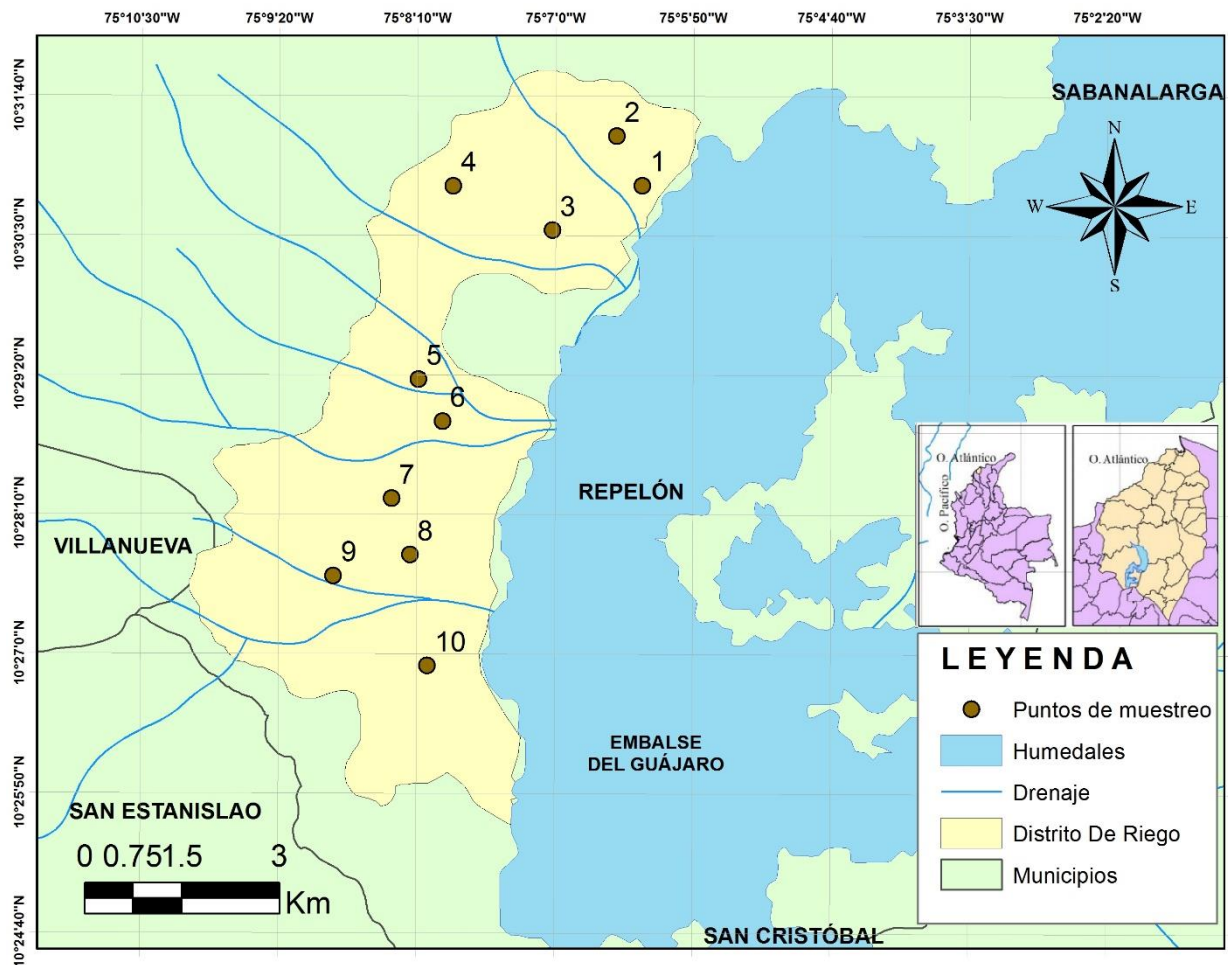 75°10'30"W 75°9'20"W 75°8'10"W 75°7'0"W 75°5'50"W 75°4'40"W 75°3'30"W 75°2'20"W
10°31'40"N
10°30'30"N
10°29'20"N
10°28'10"N
10°27'0"N
10°25'50"N
10°24'40"N
SABANALARGA
N
W E
S
2
1
4
3
5
6
7
8
9
10
REPELÓN
VILLANUEVA
EMBALSE
DEL GUÁJARO
SAN ESTANISLAO
0 0.75 1.5 3
Km
SAN CRISTÓBAL
O. Atlántico
O. Pacífico
O. Atlántico
LEYENDA
Puntos de muestreo
Humedales
Drenaje
Distrito De Riego
Municipios